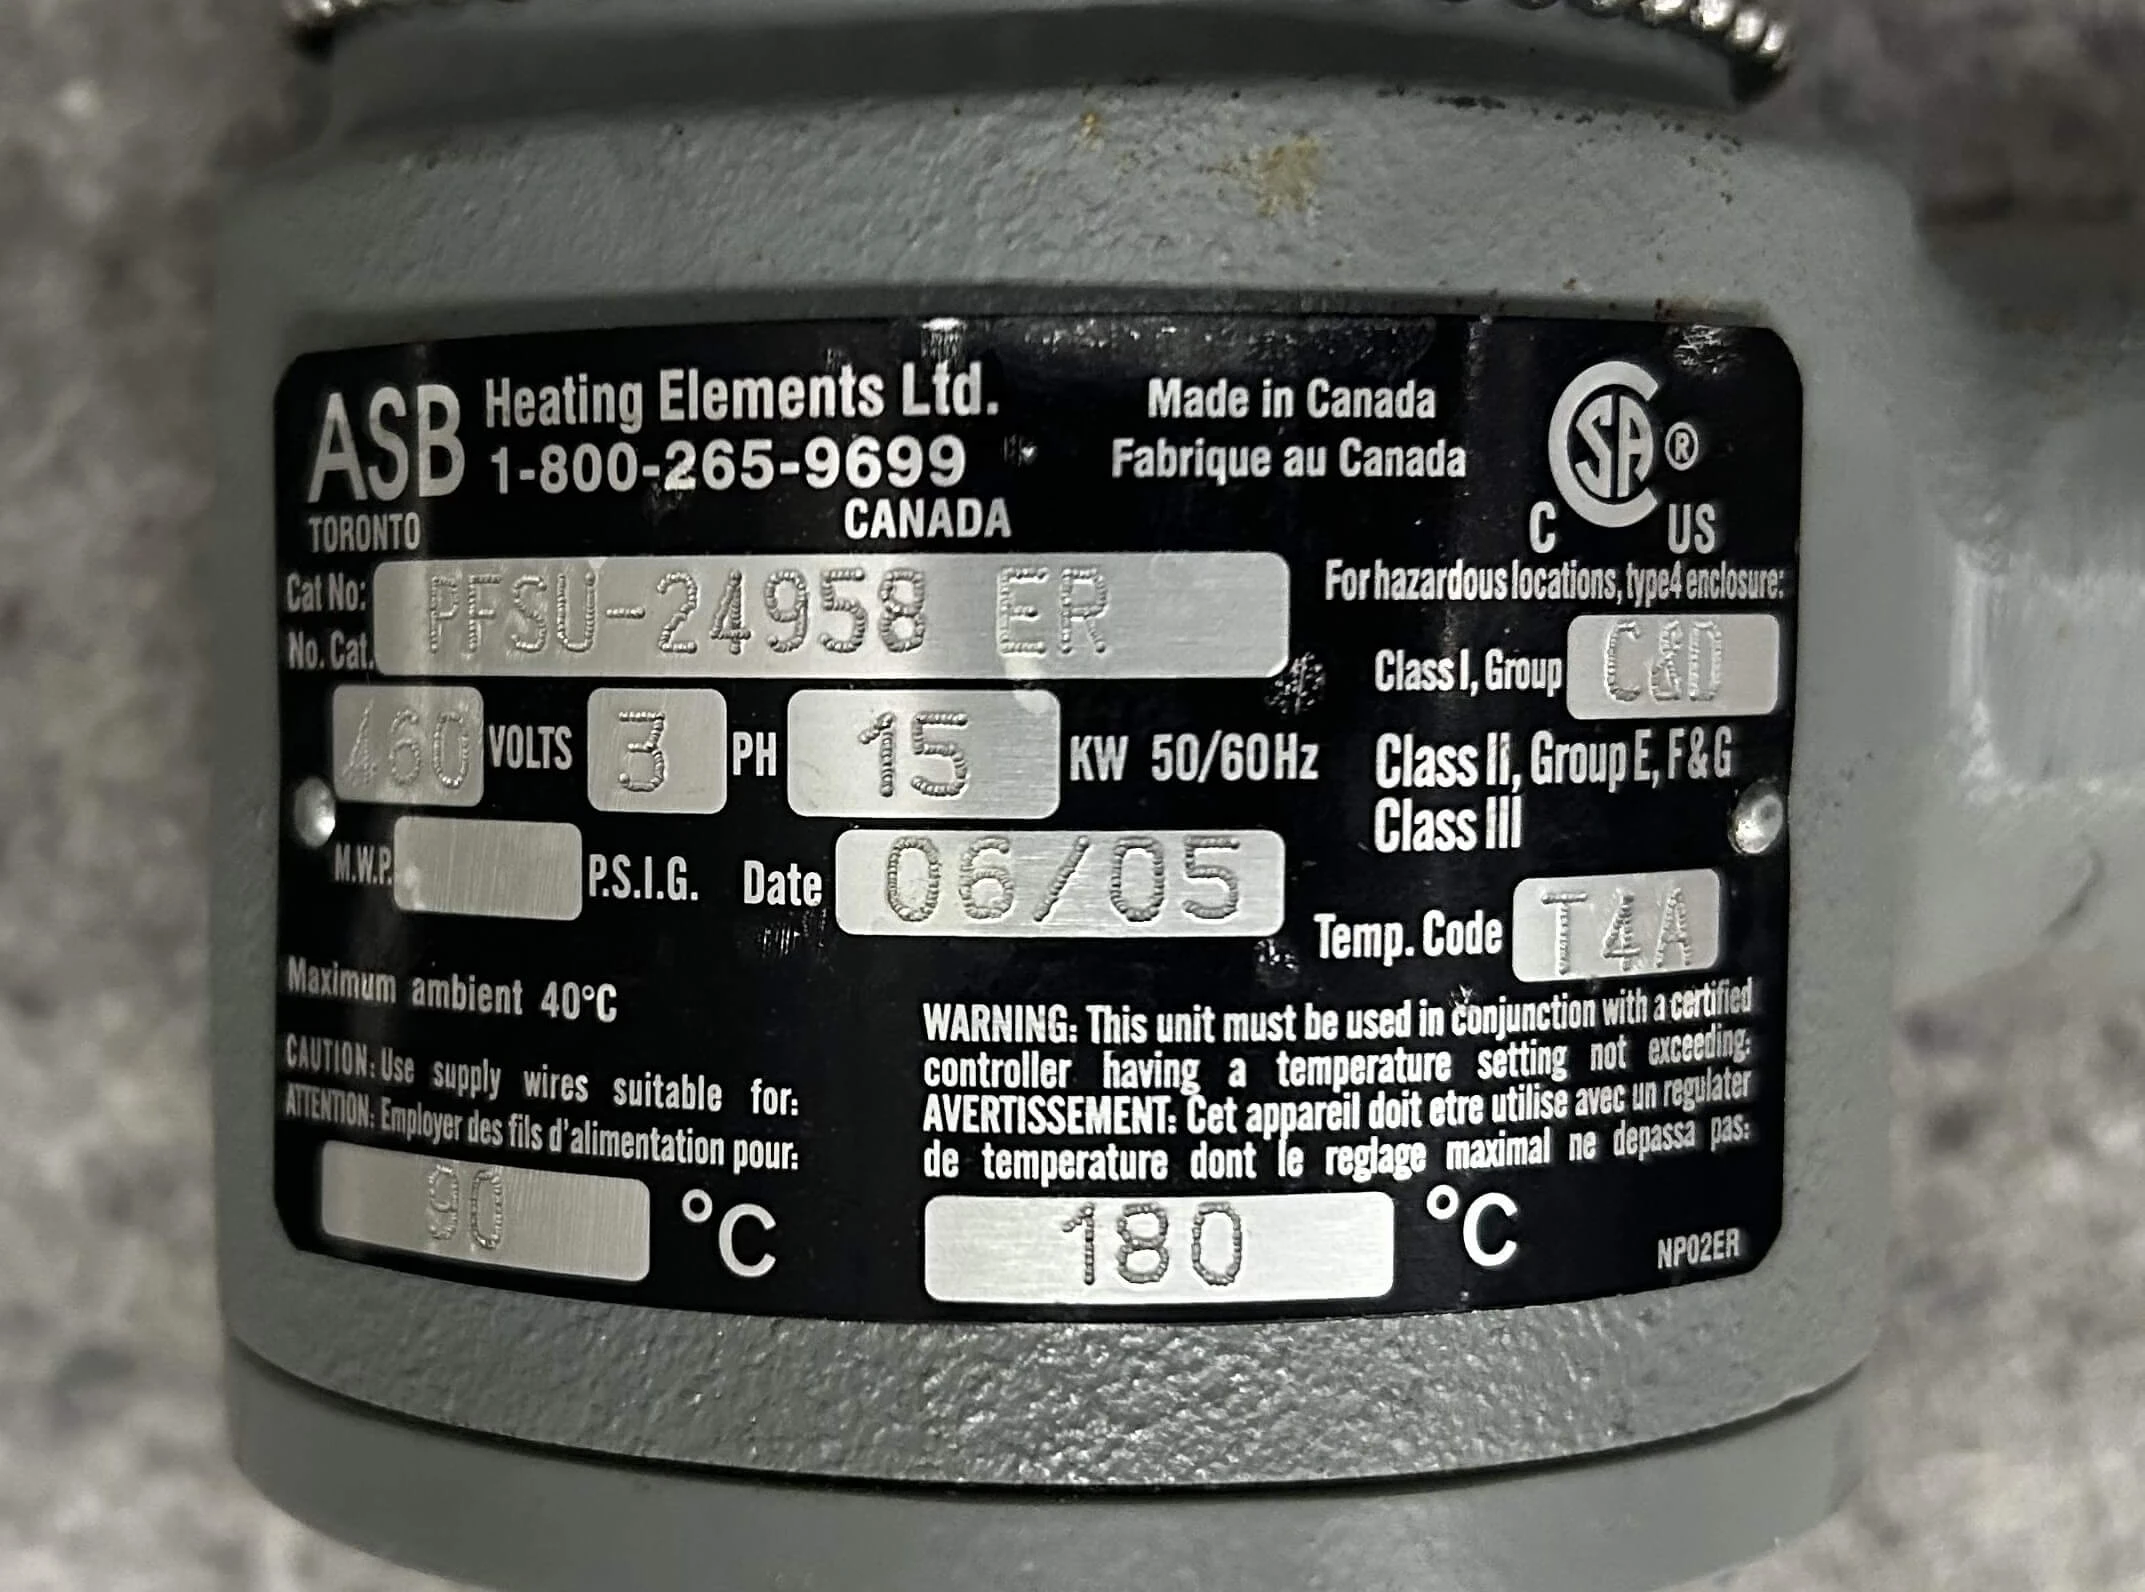 ASB Heating Elements Ltd.
1-800-265-9699
TORONTO CANADA
Made in Canada
Fabrique au Canada
CSA ®
C US
Cat No:
No. Cat. PFSU-24958 ER
460 VOLTS 3 PH 15 KW 50/60Hz
M.W.P. P.S.I.G. Date 06/05
For hazardous locations, type4 enclosure:
Class I, Group C&D
Class II, Group E, F & G
Class III
Temp. Code T4A
Maximum ambient 40°C
CAUTION: Use supply wires suitable for:
ATTENTION: Employer des fils d'alimentation pour:
90 °C
WARNING: This unit must be used in conjunction with a certified
controller having a temperature setting not exceeding:
AVERTISSEMENT: Cet appareil doit etre utilise avec un regulater
de temperature dont le reglage maximal ne depassa pas:
180 °C
NP02ER